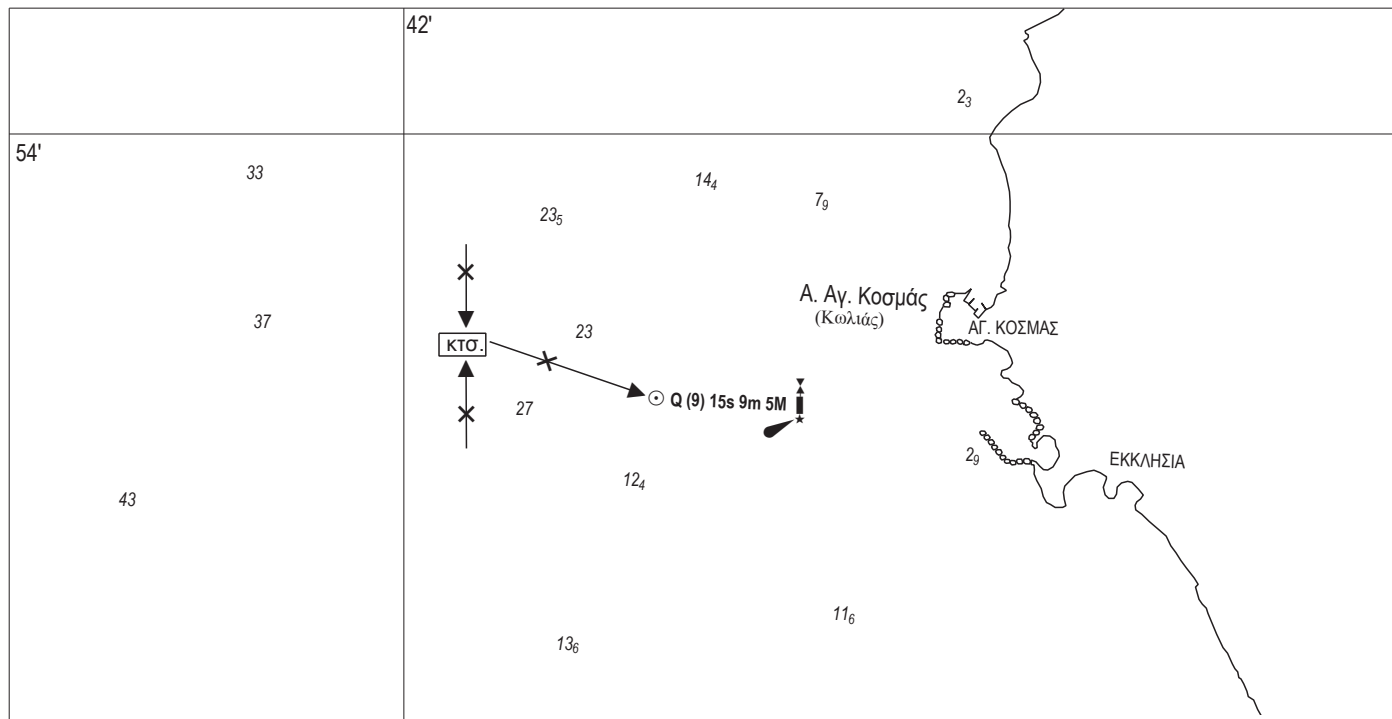 42'
2₃
54'
33
14₄
7₉
23₅
Α. Αγ. Κοσμάς
(Κωλιάς)
37
23
ΑΓ. ΚΟΣΜΑΣ
κτσ.
Q (9) 15s 9m 5M
27
2₉
ΕΚΚΛΗΣΙΑ
12₄
43
11₆
13₆